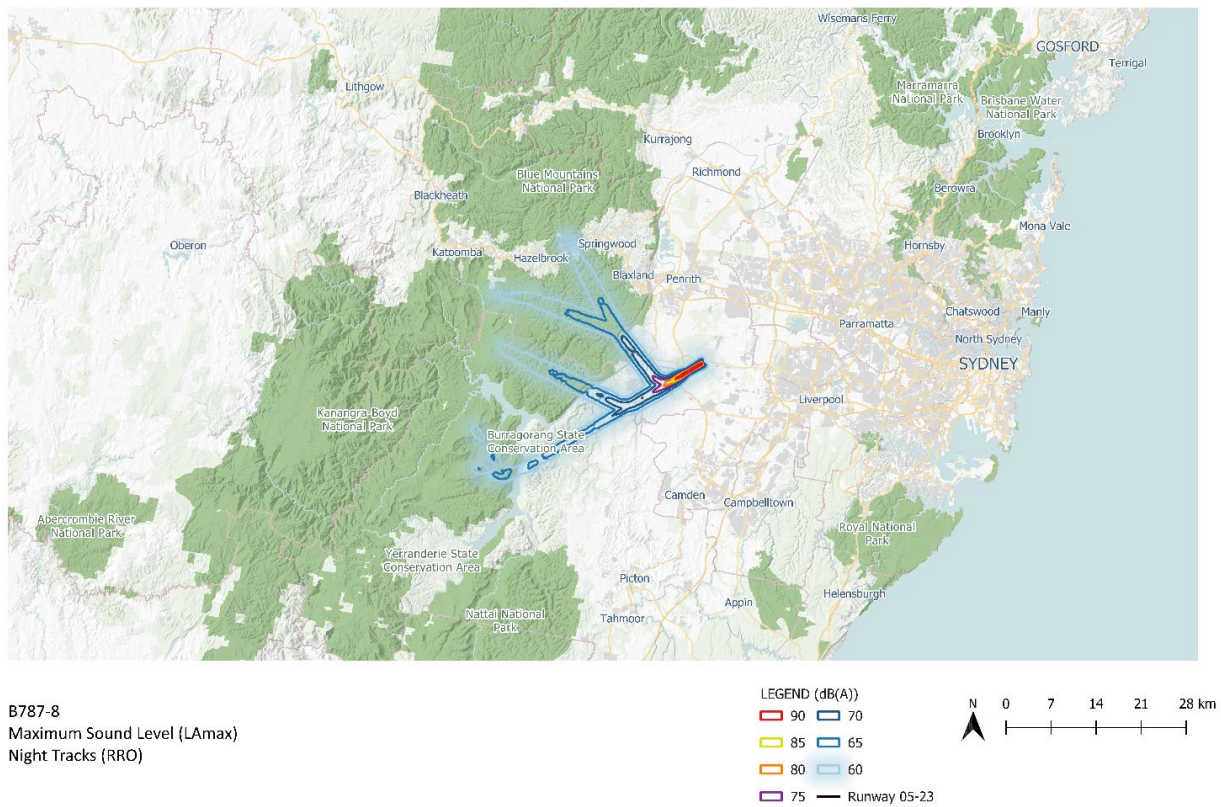 Wisemans Ferry
GOSFORD
Terrigal
Lithgow
Marramarra
National Park
Brisbane Water
National Park
Brooklyn
Kurrajong
Richmond
Blue Mountains
National Park
Blackheath
Berowra
Mona Vale
Oberon
Katoomba
Hazelbrook
Springwood
Hornsby
Blaxland
Penrith
Chatswood
Manly
Parramatta
North Sydney
SYDNEY
Liverpool
Kanangra-Boyd
National Park
Burragorang State
Conservation Area
Camden
Campbelltown
Abercrombie River
National Park
Royal National
Park
Yerranderie State
Conservation Area
Picton
Helensburgh
Appin
Nattai National
Park
Tahmoor
B787-8
Maximum Sound Level (LAmax)
Night Tracks (RRO)
LEGEND (dB(A))
90 70
85 65
80 60
75 Runway 05-23
N
0 7 14 21 28 km